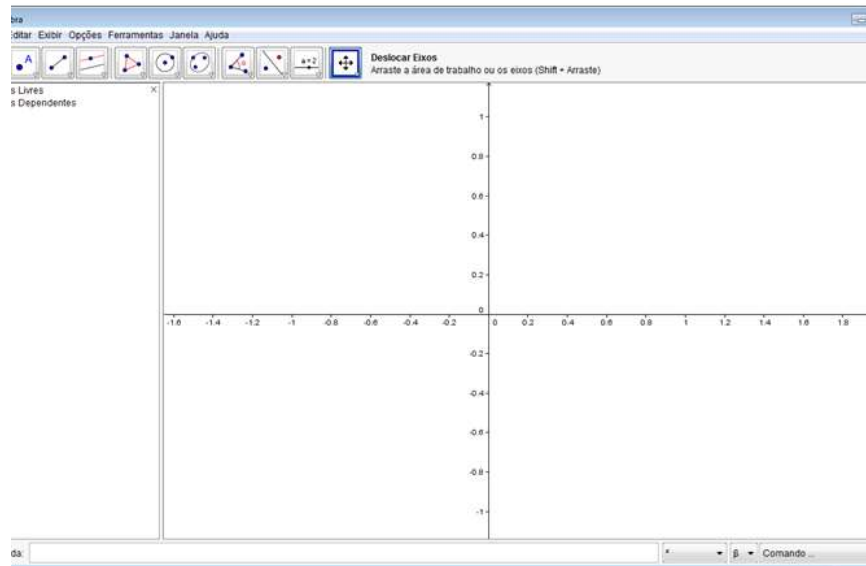 bra
Editar Exibir Opções Ferramentas Janela Ajuda
A
α
a=2
Deslocar Eixos
Arraste a área de trabalho ou os eixos (Shift + Arraste)
s Livres
s Dependentes
1
0.8
0.6
0.4
0.2
0
-1.6 -1.4 -1.2 -1 -0.8 -0.6 -0.4 -0.2 0 0.2 0.4 0.6 0.8 1 1.2 1.4 1.6 1.8
-0.2
-0.4
-0.6
-0.8
-1
da:
β
Comando ...